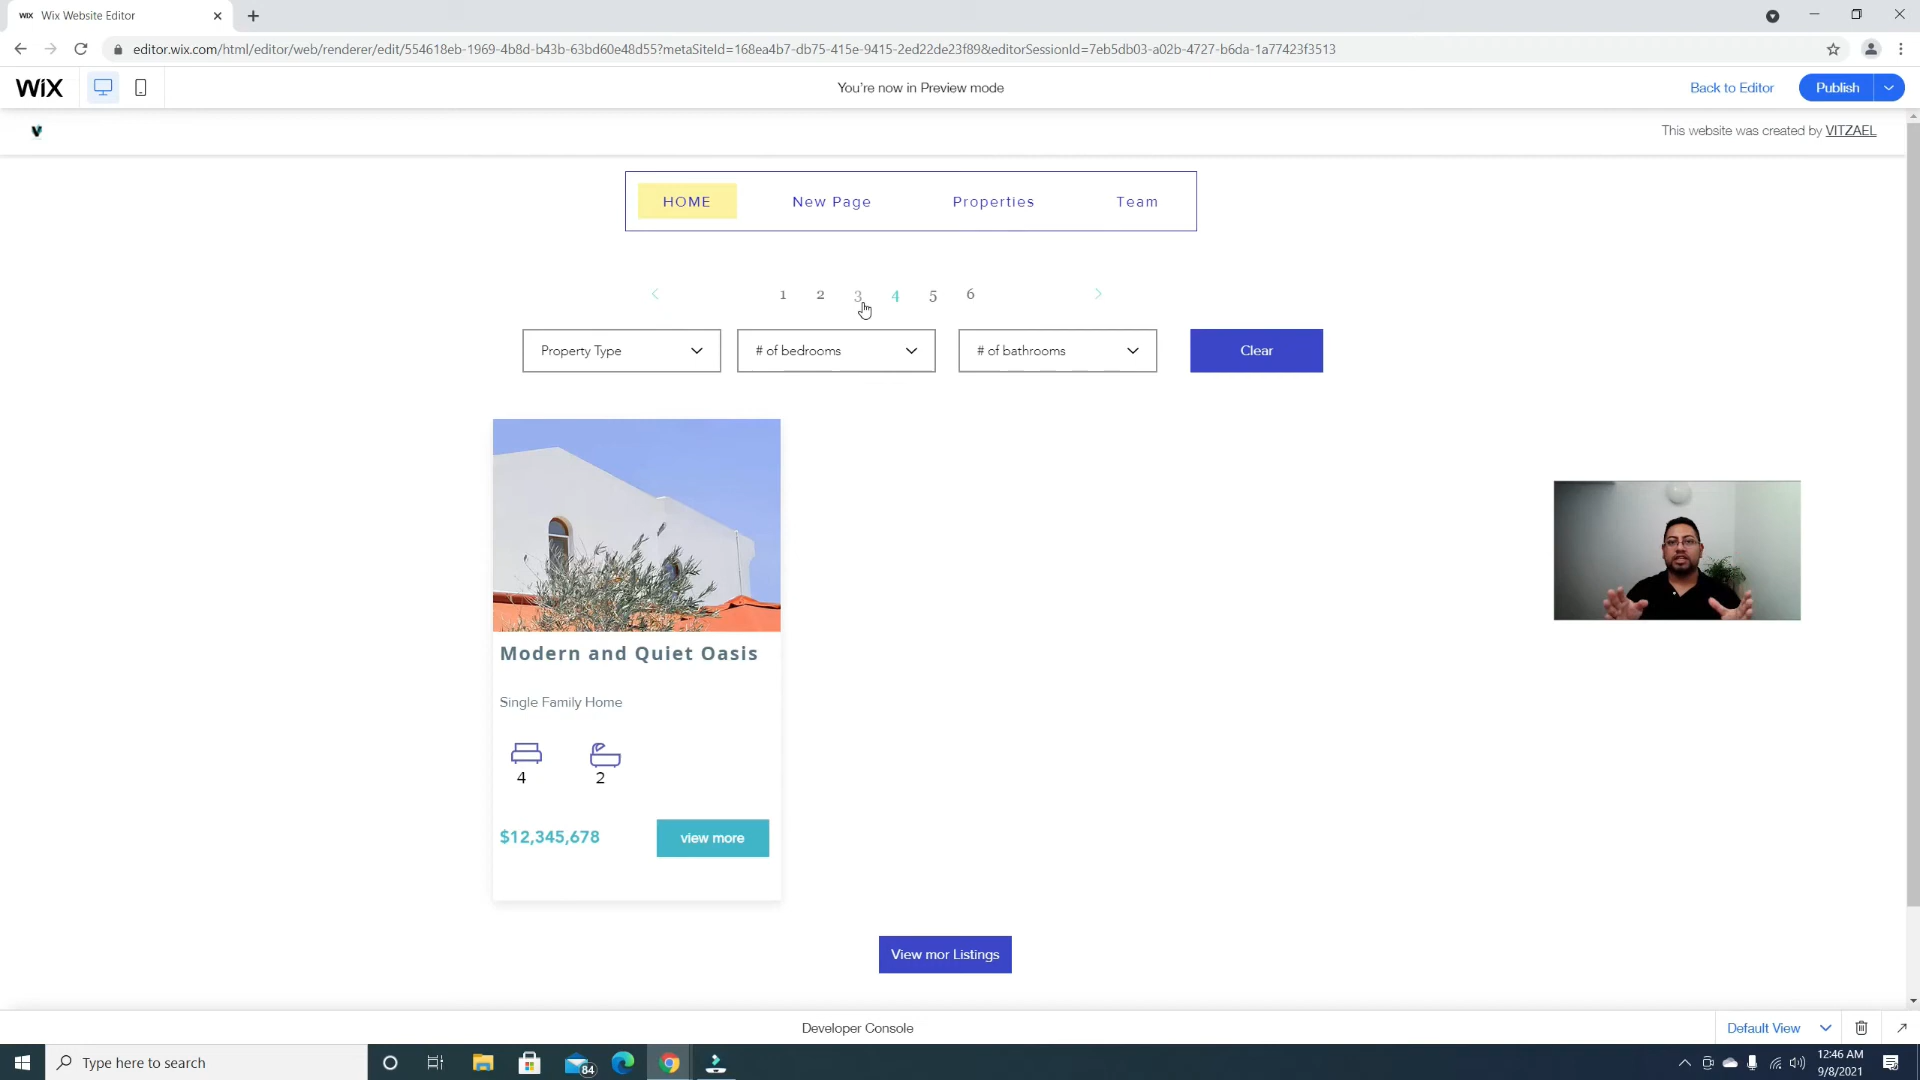 WIX Wix Website Editor
editor.wix.com/html/editor/web/renderer/edit/554618eb-1969-4b8d-b43b-63bd60e48d55?metaSiteId=168ea4b7-db75-415e-9415-2ed22de23f89&editorSessionId=7eb5db03-a02b-4727-b6da-1a77423f3513
WiX
You're now in Preview mode
Back to Editor
Publish
V
This website was created by VITZAEL
HOME New Page Properties Team
1 2 3 4 5 6
Property Type # of bedrooms # of bathrooms Clear
Modern and Quiet Oasis
Single Family Home
4 2
$12,345,678 view more
View mor Listings
Developer Console
Default View
Type here to search
84
12:46 AM
9/8/2021